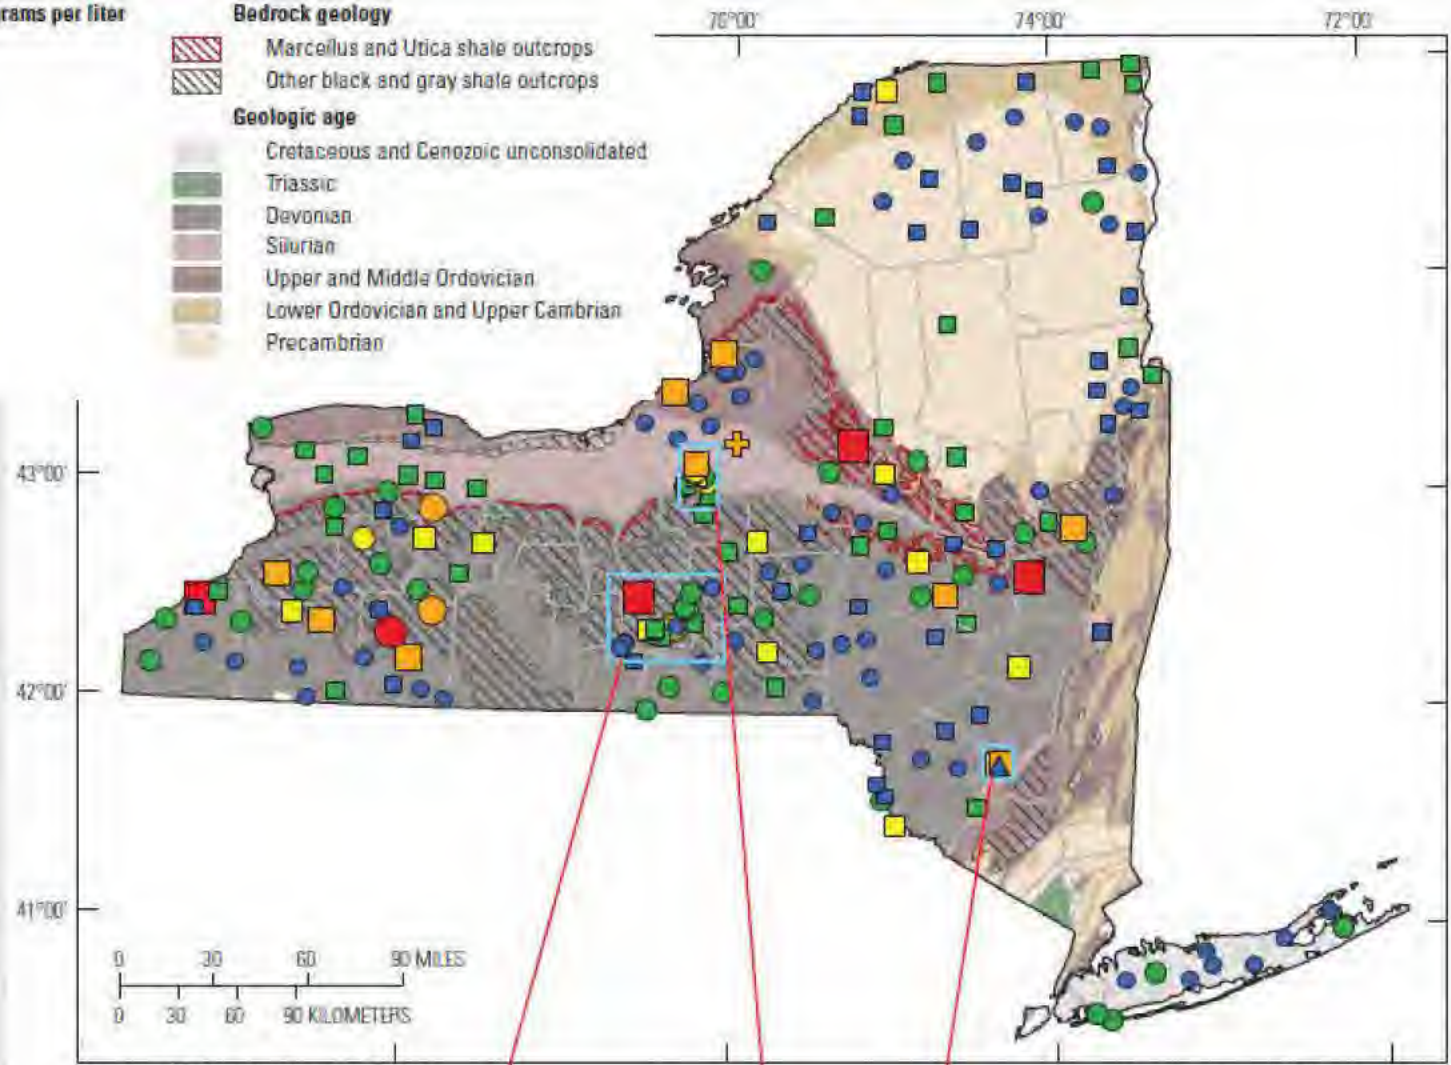 rams per liter
Bedrock geology
Marcellus and Utica shale outcrops
Other black and gray shale outcrops
Geologic age
Cretaceous and Cenozoic unconsolidated
Triassic
Devonian
Silurian
Upper and Middle Ordovician
Lower Ordovician and Upper Cambrian
Precambrian
76°00' 74°00' 72°00'
43°00'
42°00'
41°00'
0 30 60 90 MILES
0 30 60 90 KILOMETERS